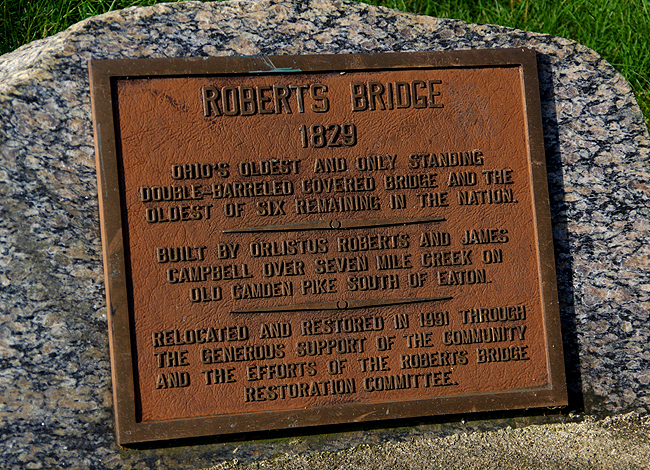 ROBERTS BRIDGE
1829
OHIO'S OLDEST AND ONLY STANDING
DOUBLE-BARRELED COVERED BRIDGE AND THE
OLDEST OF SIX REMAINING IN THE NATION.
BUILT BY ORLISTUS ROBERTS AND JAMES
CAMPBELL OVER SEVEN MILE CREEK ON
OLD CAMDEN PIKE SOUTH OF EATON.
RELOCATED AND RESTORED IN 1991 THROUGH
THE GENEROUS SUPPORT OF THE COMMUNITY
AND THE EFFORTS OF THE ROBERTS BRIDGE
RESTORATION COMMITTEE.